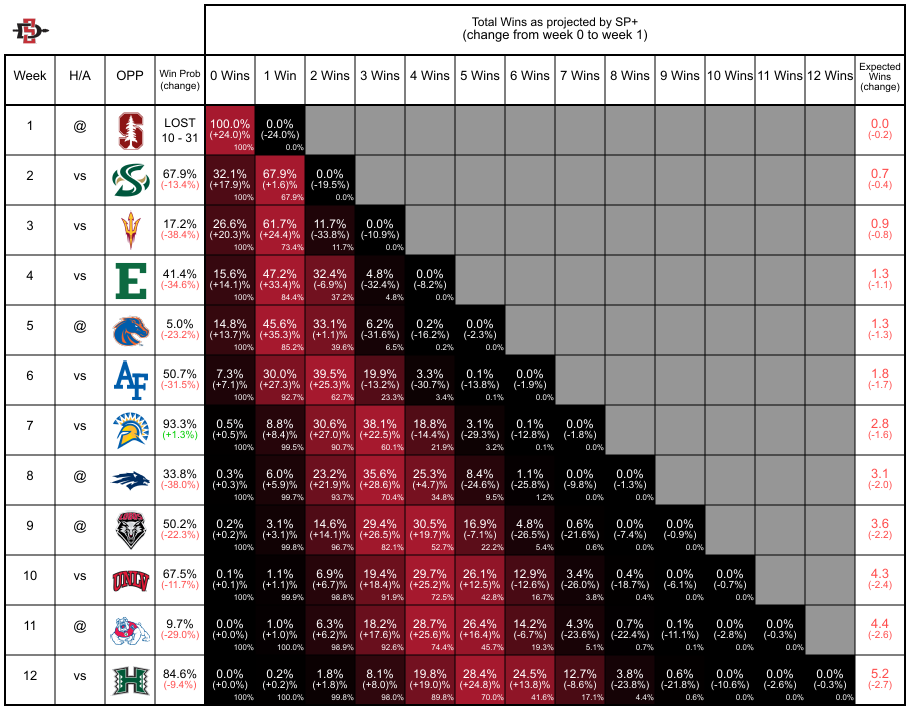 Total Wins as projected by SP+
(change from week 0 to week 1)
Week H/A OPP Win Prob (change) 0 Wins 1 Win 2 Wins 3 Wins 4 Wins 5 Wins 6 Wins 7 Wins 8 Wins 9 Wins 10 Wins 11 Wins 12 Wins Expected Wins (change)
1 @ S LOST 100.0% 0.0% 0.0
10 - 31 (+24.0)% (-24.0%) (-0.2)
100% 0.0%
2 vs S 67.9% 32.1% 67.9% 0.0% 0.7
(-13.4%) (+17.9)% (+1.6)% (-19.5%) (-0.4)
100% 67.9% 0.0%
3 vs 17.2% 26.6% 61.7% 11.7% 0.0% 0.9
(-38.4%) (+20.3)% (+24.4)% (-33.8%) (-10.9%) (-0.8)
100% 73.4% 11.7% 0.0%
4 vs E 41.4% 15.6% 47.2% 32.4% 4.8% 0.0% 1.3
(-34.6%) (+14.1)% (+33.4)% (-6.9%) (-32.4%) (-8.2%) (-1.1)
100% 84.4% 37.2% 4.8% 0.0%
5 @ 5.0% 14.8% 45.6% 33.1% 6.2% 0.2% 0.0% 1.3
(-23.2%) (+13.7)% (+35.3)% (+1.1)% (-31.6%) (-16.2%) (-2.3%) (-1.3)
100% 85.2% 39.6% 6.5% 0.2% 0.0%
6 vs AF 50.7% 7.3% 30.0% 39.5% 19.9% 3.3% 0.1% 0.0% 1.8
(-31.5%) (+7.1)% (+27.3)% (+25.3)% (-13.2%) (-30.7%) (-13.8%) (-1.9%) (-1.7)
100% 92.7% 62.7% 23.3% 3.4% 0.1% 0.0%
7 vs 93.3% 0.5% 8.8% 30.6% 38.1% 18.8% 3.1% 0.1% 0.0% 2.8
(+1.3%) (+0.5)% (+8.4)% (+27.0)% (+22.5)% (-14.4%) (-29.3%) (-12.8%) (-1.8%) (-1.6)
100% 99.5% 90.7% 60.1% 21.9% 3.2% 0.1% 0.0%
8 @ 33.8% 0.3% 6.0% 23.2% 35.6% 25.3% 8.4% 1.1% 0.0% 0.0% 3.1
(-38.0%) (+0.3)% (+5.9)% (+21.9)% (+28.6)% (+4.7)% (-24.6%) (-25.8%) (-9.8%) (-1.3%) (-2.0)
100% 99.7% 93.7% 70.4% 34.8% 9.5% 1.2% 0.0% 0.0%
9 @ 50.2% 0.2% 3.1% 14.6% 29.4% 30.5% 16.9% 4.8% 0.6% 0.0% 0.0% 3.6
(-22.3%) (+0.2)% (+3.1)% (+14.1)% (+26.5)% (+19.7)% (-7.1%) (-26.5%) (-21.6%) (-7.4%) (-0.9%) (-2.2)
100% 99.8% 96.7% 82.1% 52.7% 22.2% 5.4% 0.6% 0.0% 0.0%
10 vs UNLV 67.5% 0.1% 1.1% 6.9% 19.4% 29.7% 26.1% 12.9% 3.4% 0.4% 0.0% 0.0% 4.3
(-11.7%) (+0.1)% (+1.1)% (+6.7)% (+18.4)% (+25.2)% (+12.5)% (-12.6%) (-26.0%) (-18.7%) (-6.1%) (-0.7%) (-2.4)
100% 99.9% 98.8% 91.9% 72.5% 42.8% 16.7% 3.8% 0.4% 0.0% 0.0%
11 @ 9.7% 0.0% 1.0% 6.3% 18.2% 28.7% 26.4% 14.2% 4.3% 0.7% 0.1% 0.0% 0.0% 4.4
(-29.0%) (+0.0)% (+1.0)% (+6.2)% (+17.6)% (+25.6)% (+16.4)% (-6.7%) (-23.6%) (-22.4%) (-11.1%) (-2.8%) (-0.3%) (-2.6)
100% 100.0% 98.9% 92.6% 74.4% 45.7% 19.3% 5.1% 0.7% 0.1% 0.0% 0.0%
12 vs H 84.6% 0.0% 0.2% 1.8% 8.1% 19.8% 28.4% 24.5% 12.7% 3.8% 0.6% 0.0% 0.0% 0.0% 5.2
(-9.4%) (+0.0)% (+0.2)% (+1.8)% (+8.0)% (+19.0)% (+24.8)% (+13.8)% (-8.6%) (-23.8%) (-21.8%) (-10.6%) (-2.6%) (-0.3%) (-2.7)
100% 100.0% 99.8% 98.0% 89.8% 70.0% 41.6% 17.1% 4.4% 0.6% 0.0% 0.0% 0.0%